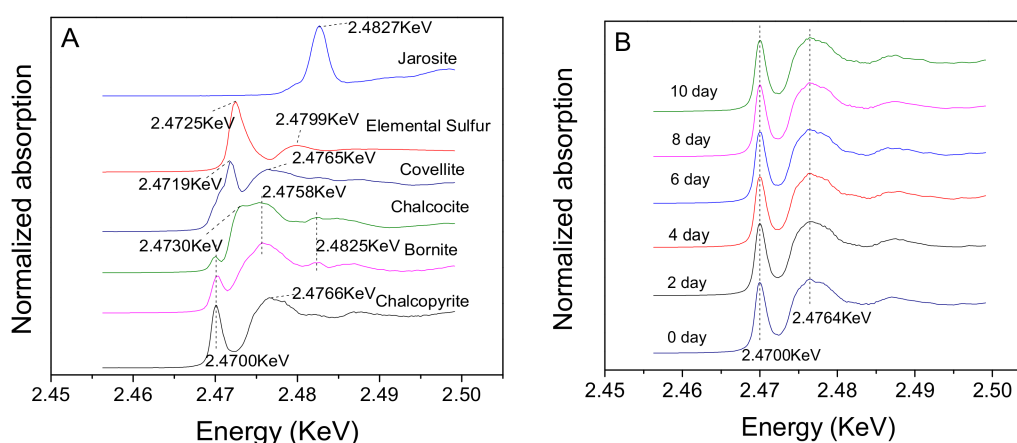 A
2.4827KeV
Jarosite
2.4725KeV
2.4799KeV
Elemental Sulfur
2.4765KeV
2.4719KeV
Covellite
2.4758KeV
Chalcocite
2.4730KeV
2.4825KeV
Bornite
2.4766KeV
Chalcopyrite
2.4700KeV
2.45 2.46 2.47 2.48 2.49 2.50
Energy (KeV)
Normalized absorption
B
10 day
8 day
6 day
4 day
2 day
2.4764KeV
0 day
2.4700KeV
2.45 2.46 2.47 2.48 2.49 2.50
Energy (KeV)
Normalized absorption